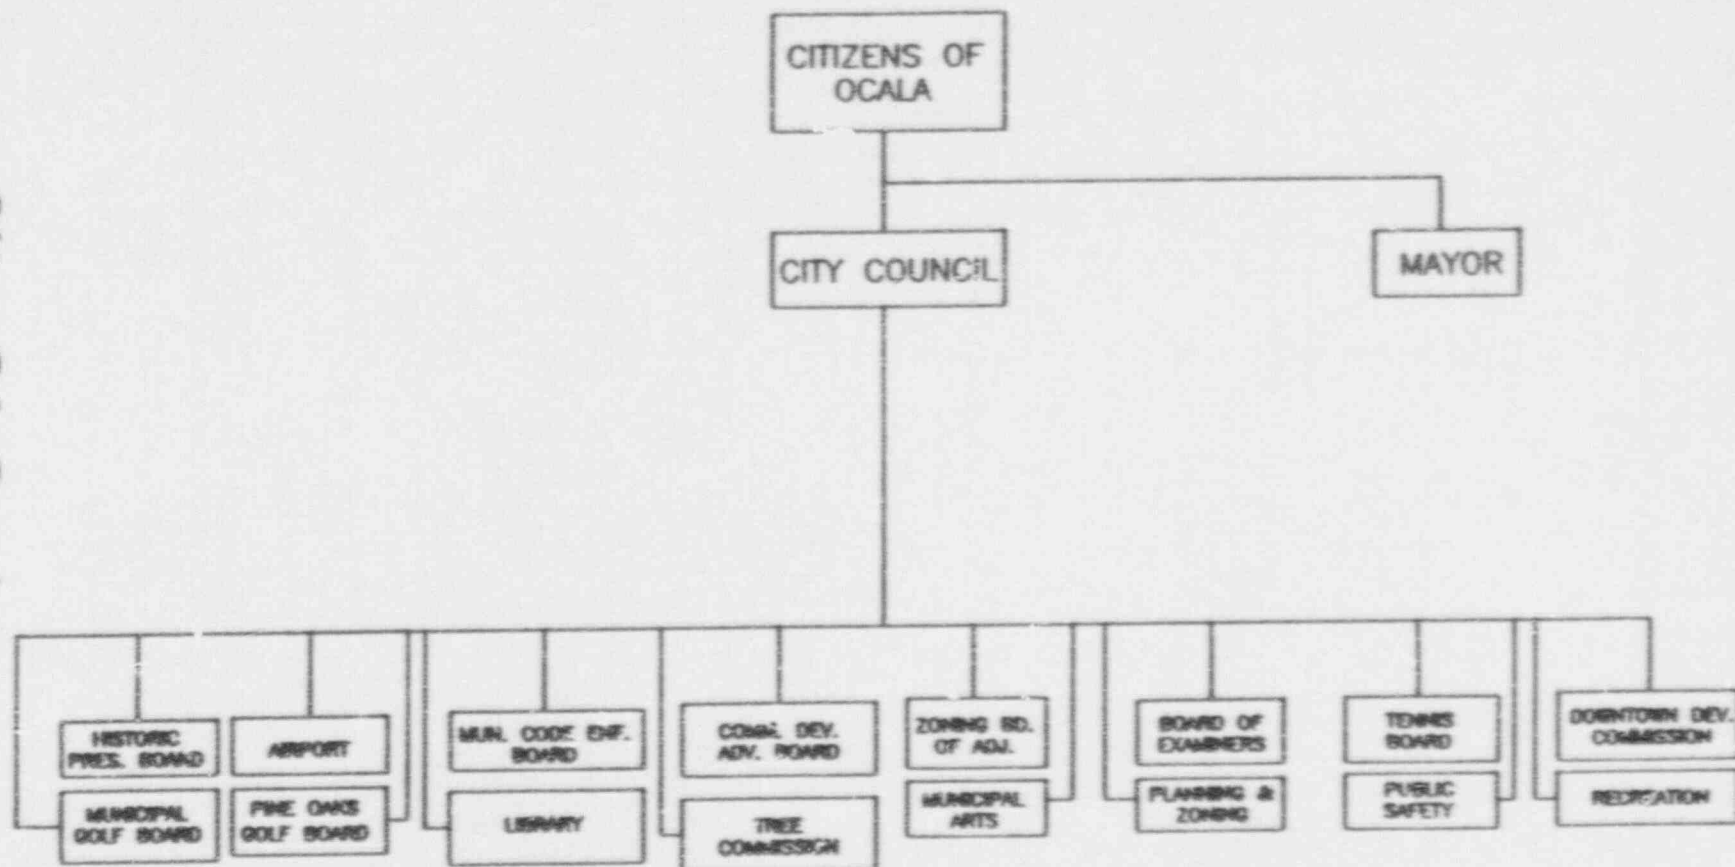 CITIZENS OF
OCALA
CITY COUNCIL
MAYOR
HISTORIC
PRES. BOARD
AIRPORT
MUN. CODE ENF.
BOARD
COMM. DEV.
ADV. BOARD
ZONING BD.
OF ADJ.
BOARD OF
EXAMINERS
TENNIS
BOARD
DOWNTOWN DEV.
COMMISSION
MUNICIPAL
GOLF BOARD
PINE OAKS
GOLF BOARD
LIBRARY
TREE
COMMISSION
MUNICIPAL
ARTS
PLANNING &
ZONING
PUBLIC
SAFETY
RECREATION